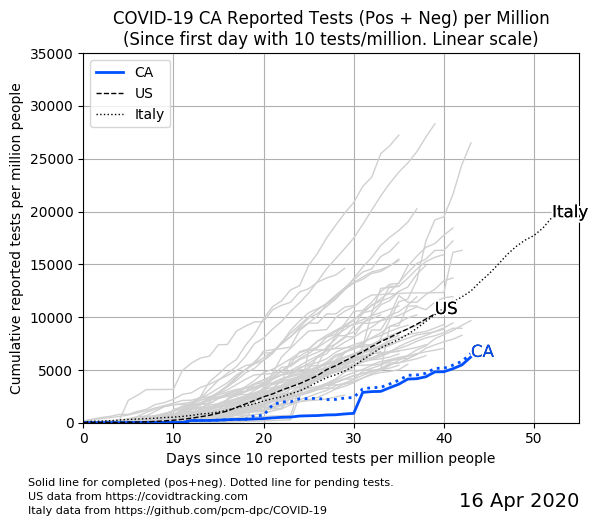 COVID-19 CA Reported Tests (Pos + Neg) per Million
(Since first day with 10 tests/million. Linear scale)
Cumulative reported tests per million people
35000
30000
25000
20000
15000
10000
5000
0
CA
US
Italy
Italy
US
CA
0
10
20
30
40
50
Days since 10 reported tests per million people
Solid line for completed (pos+neg). Dotted line for pending tests.
US data from https://covidtracking.com
Italy data from https://github.com/pcm-dpc/COVID-19
16 Apr 2020